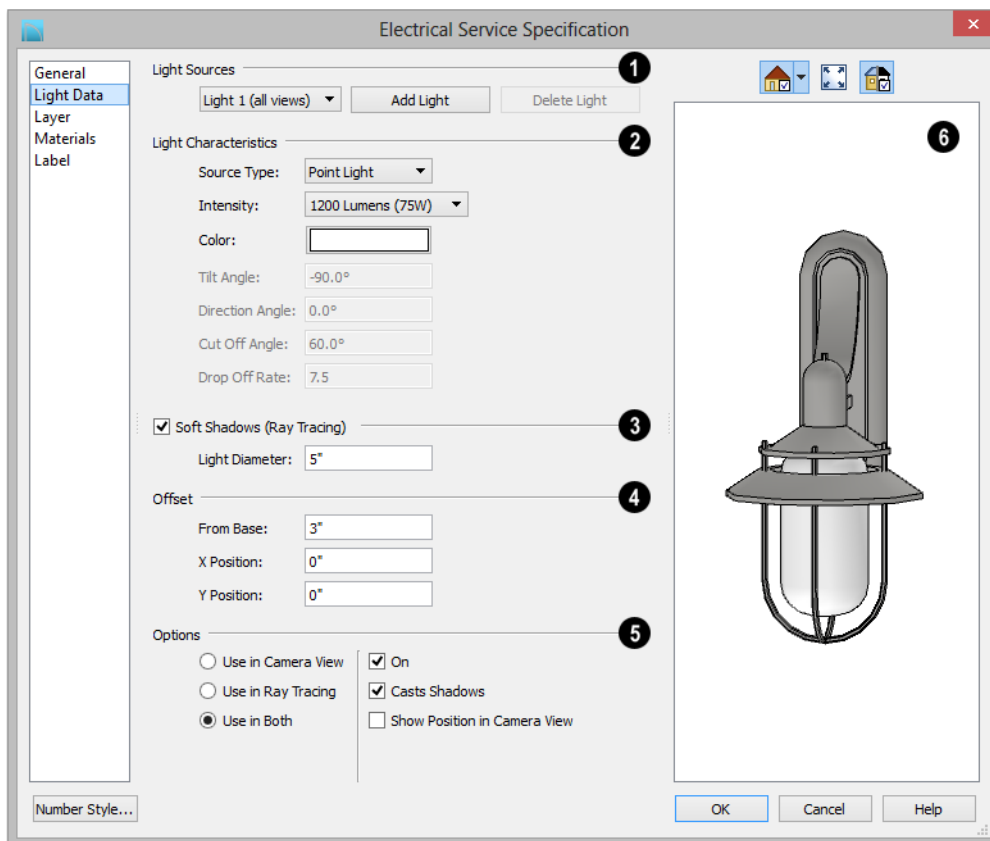 Electrical Service Specification
General
Light Data
Layer
Materials
Label
Light Sources 1
Light 1 (all views) Add Light Delete Light
Light Characteristics 2
Source Type: Point Light
Intensity: 1200 Lumens (75W)
Color:
Tilt Angle: -90.0°
Direction Angle: 0.0°
Cut Off Angle: 60.0°
Drop Off Rate: 7.5
Soft Shadows (Ray Tracing) 3
Light Diameter: 5"
Offset 4
From Base: 3"
X Position: 0"
Y Position: 0"
Options 5
Use in Camera View On
Use in Ray Tracing Casts Shadows
Use in Both Show Position in Camera View
6
Number Style... OK Cancel Help